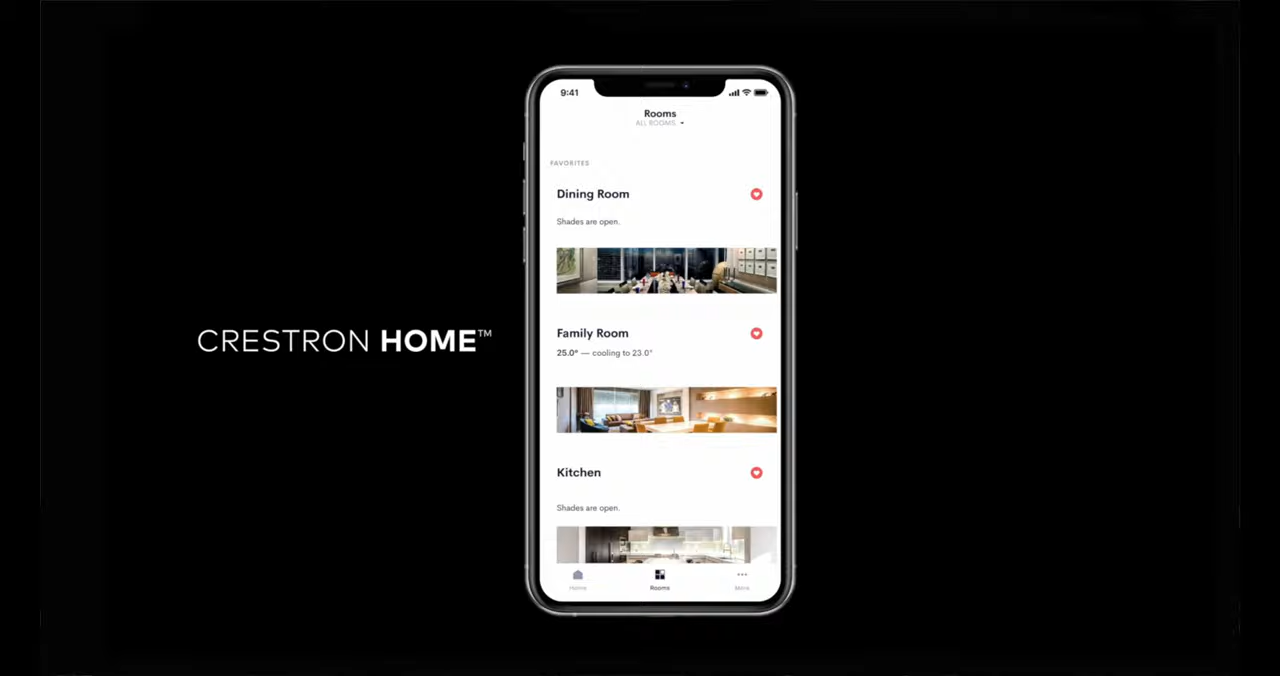 CRESTRON HOME™
9:41
Rooms
ALL ROOMS
FAVORITES
Dining Room
Shades are open.
Family Room
25.0° — cooling to 23.0°
Kitchen
Shades are open.
Home
Rooms
More